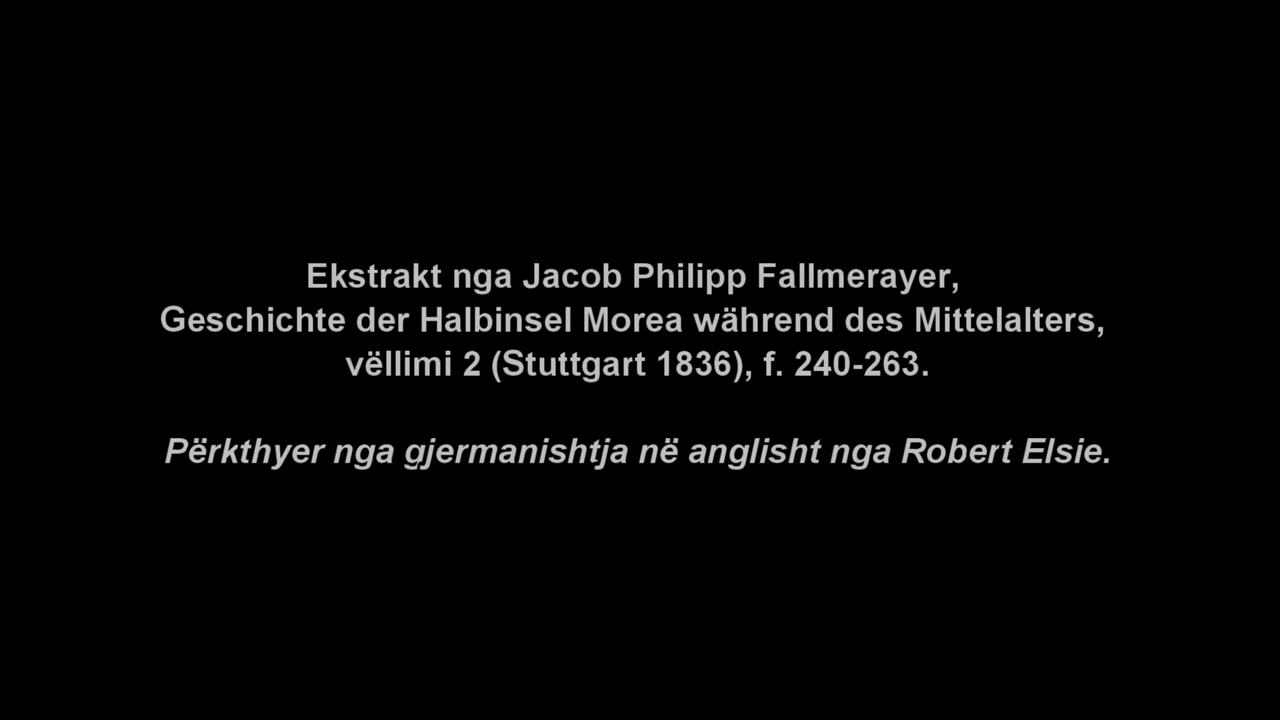 Ekstrakt nga Jacob Philipp Fallmerayer,
Geschichte der Halbinsel Morea während des Mittelalters,
vëllimi 2 (Stuttgart 1836), f. 240-263.
Përkthyer nga gjermanishtja në anglisht nga Robert Elsie.